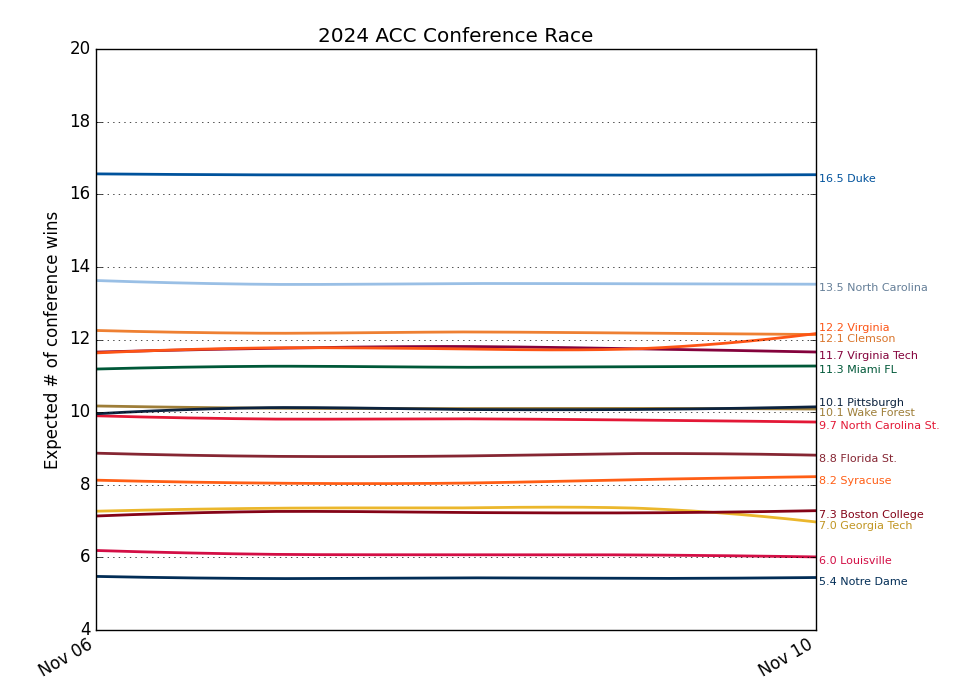 2024 ACC Conference Race
20
18
16
14
12
10
8
6
4
Expected # of conference wins
Nov 06
Nov 10
16.5 Duke
13.5 North Carolina
12.2 Virginia
12.1 Clemson
11.7 Virginia Tech
11.3 Miami FL
10.1 Pittsburgh
10.1 Wake Forest
9.7 North Carolina St.
8.8 Florida St.
8.2 Syracuse
7.3 Boston College
7.0 Georgia Tech
6.0 Louisville
5.4 Notre Dame